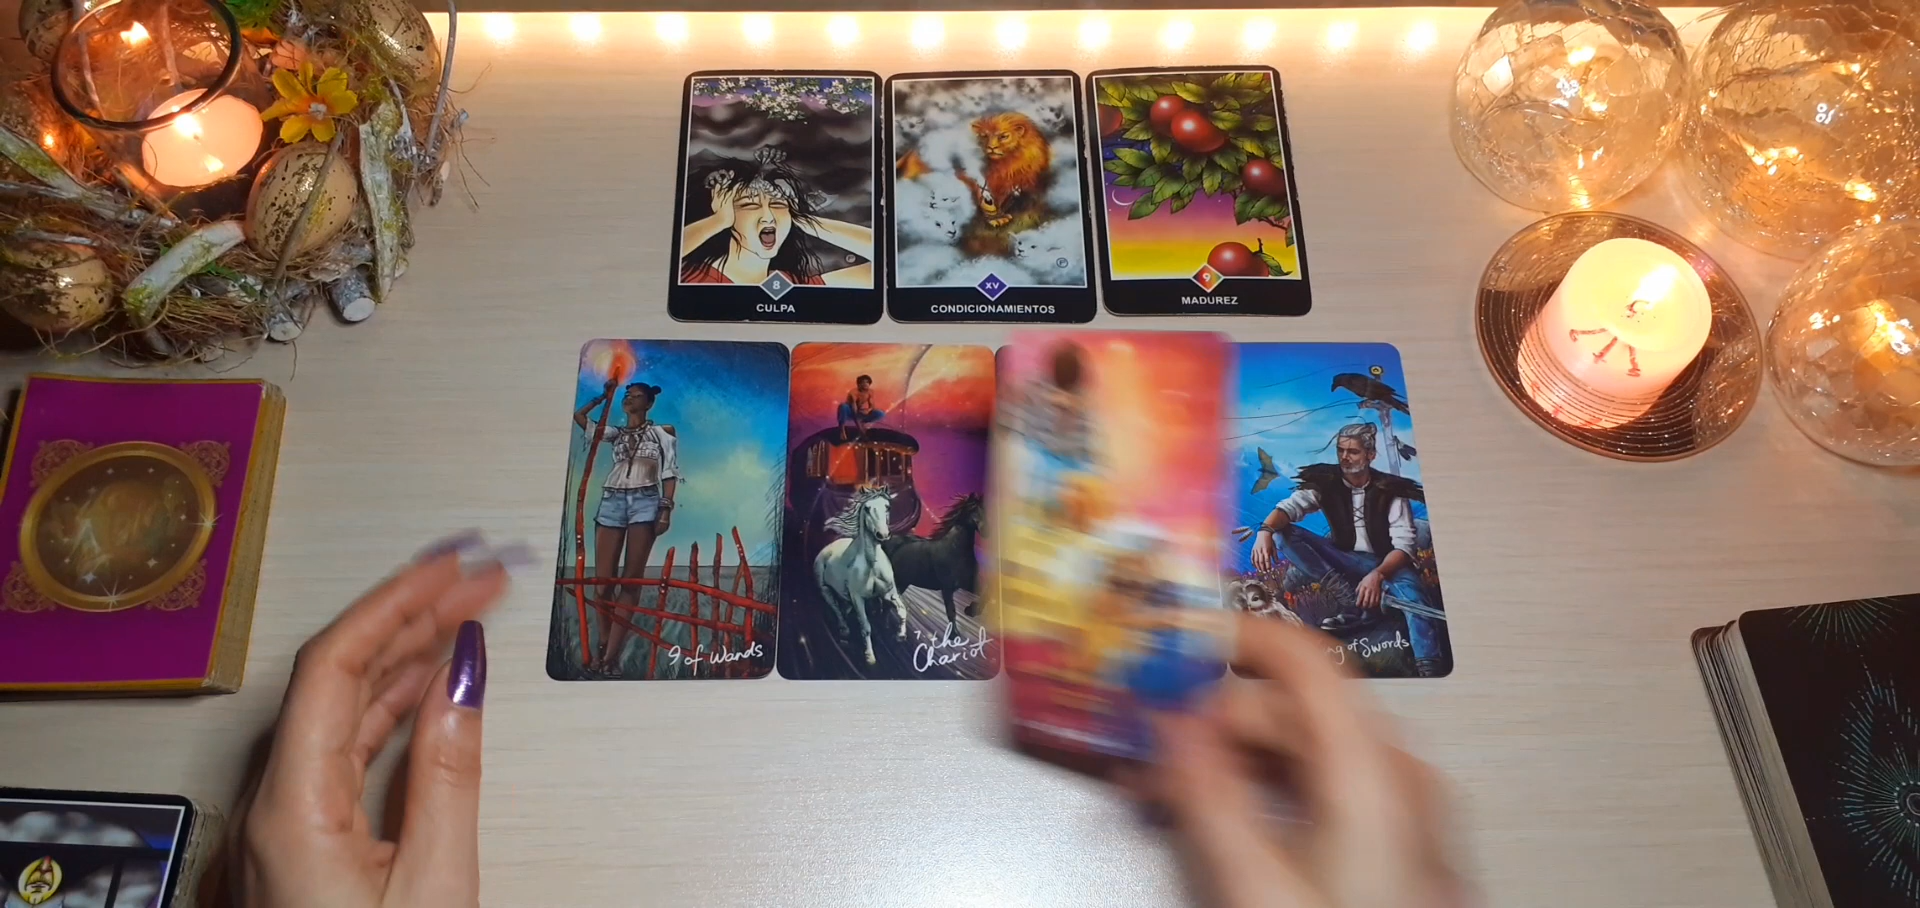 8
CULPA
XV
CONDICIONAMIENTOS
9
MADUREZ
9 of Wands
7 the
Chariot
of Swords